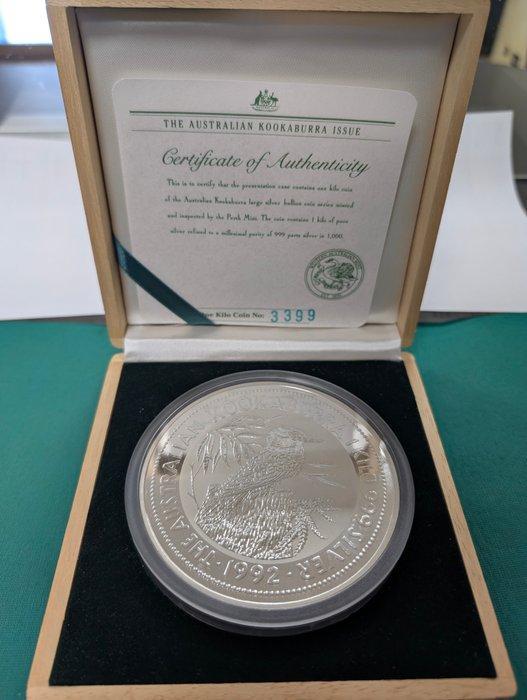 THE AUSTRALIAN KOOKABURRA ISSUE
Certificate of Authenticity
This is to certify that the presentation case contains one kilo coin
of the Australian Kookaburra large silver bullion coin series minted
and inspected by the Perth Mint. The coin contains 1 kilo of pure
silver refined to a millesimal purity of 999 parts silver in 1,000.
Kilo Coin No: 3399
THE AUSTRALIAN KOOKABURRA 1 KILO 999 SILVER
· 1992 ·